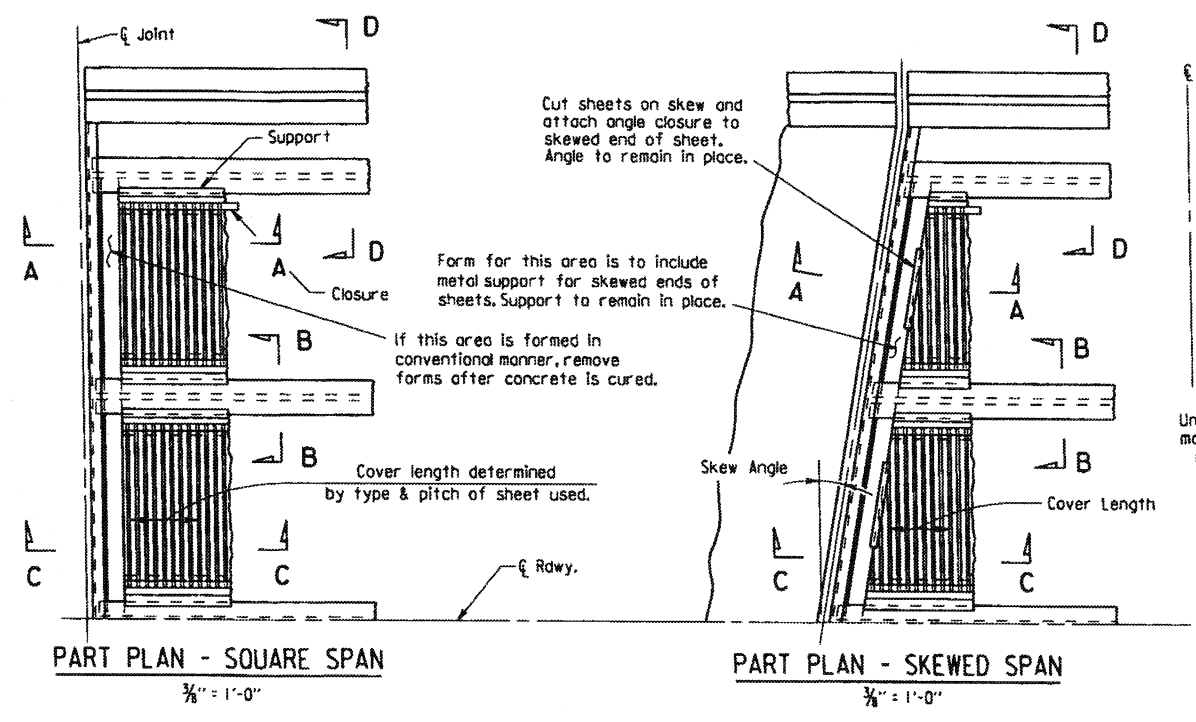 ℄ Joint
D
Support
A
A
Closure
D
B
If this area is formed in
conventional manner, remove
forms after concrete is cured.
B
Cover length determined
by type & pitch of sheet used.
C
C
℄ Rdwy.
PART PLAN - SQUARE SPAN
3/8" = 1'-0"
D
Cut sheets on skew and
attach angle closure to
skewed end of sheet.
Angle to remain in place.
D
Form for this area is to include
metal support for skewed ends of
sheets. Support to remain in place.
A
A
B
Skew Angle
B
Cover Length
C
C
PART PLAN - SKEWED SPAN
3/8" = 1'-0"
℄